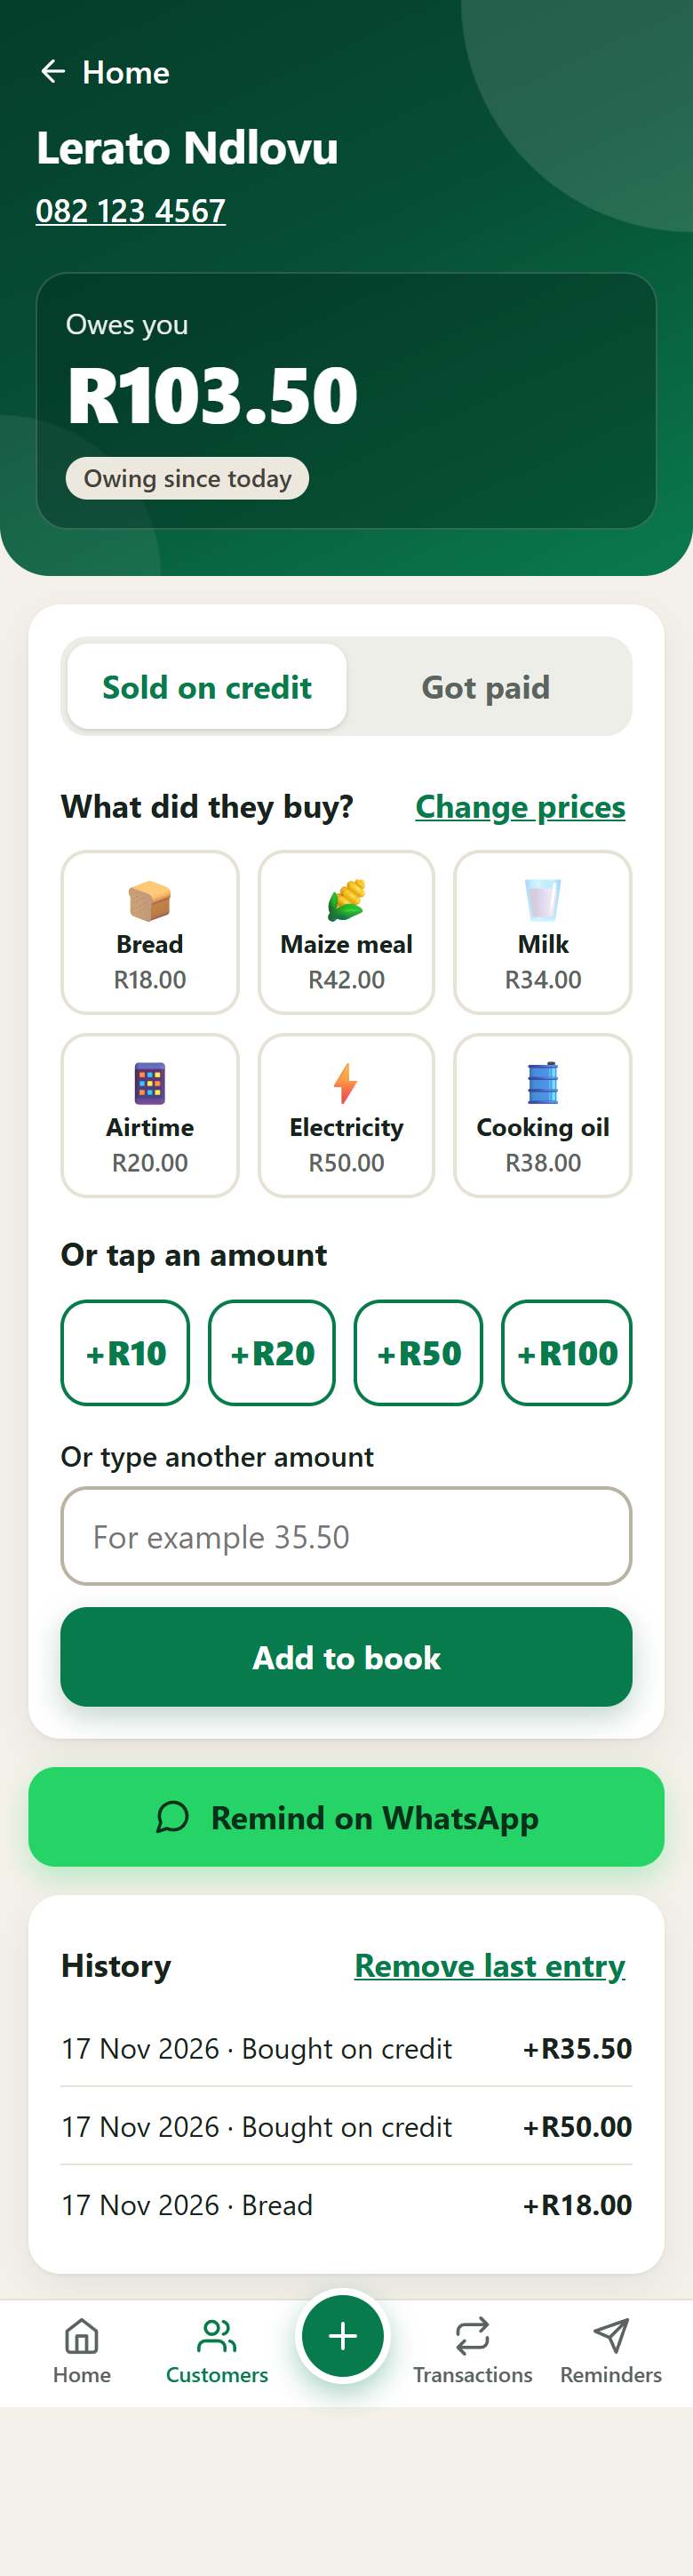 Home
Lerato Ndlovu
082 123 4567
Owes you
R103.50
Owing since today
Sold on credit Got paid
What did they buy? Change prices
Bread Maize meal Milk
R18.00 R42.00 R34.00
Airtime Electricity Cooking oil
R20.00 R50.00 R38.00
Or tap an amount
+R10 +R20 +R50 +R100
Or type another amount
For example 35.50
Add to book
Remind on WhatsApp
History Remove last entry
17 Nov 2026 · Bought on credit +R35.50
17 Nov 2026 · Bought on credit +R50.00
17 Nov 2026 · Bread +R18.00
Home Customers Transactions Reminders